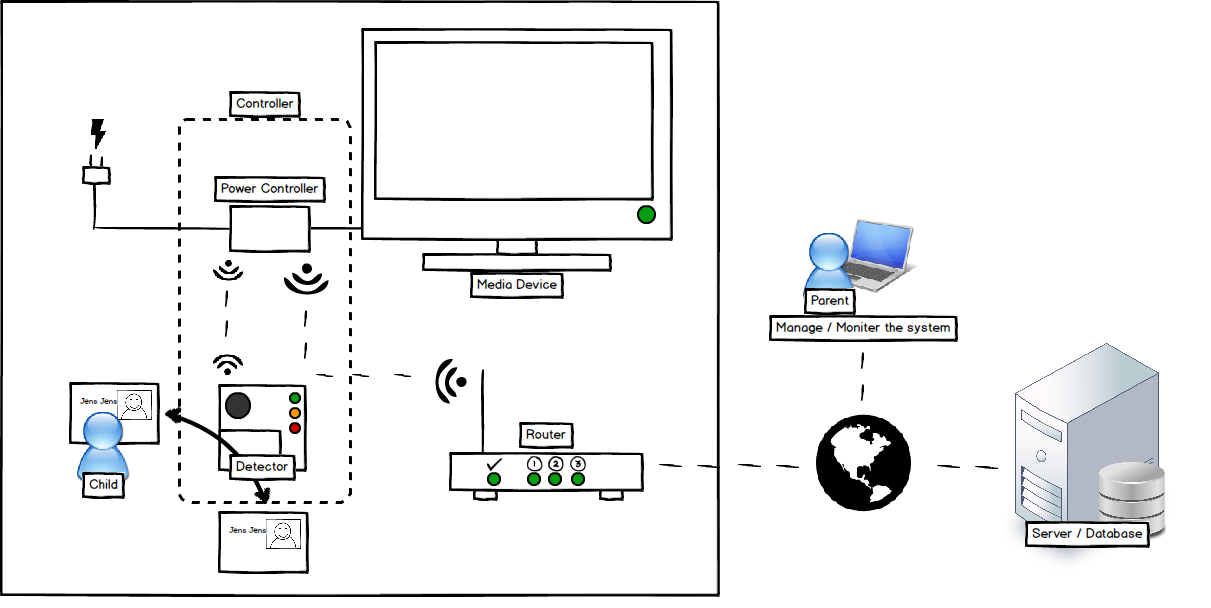 Controller
Power Controller
Media Device
Parent
Manage / Moniter the system
Jens Jens
Child
Detector
Router
1 2 3
Server / Database
Jens Jens